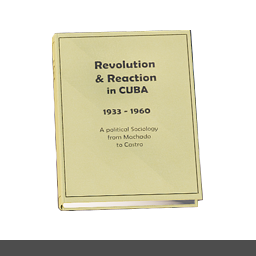 Revolution
& Reaction
in CUBA
1933 - 1960
A political Sociology
from Machado
to Castro